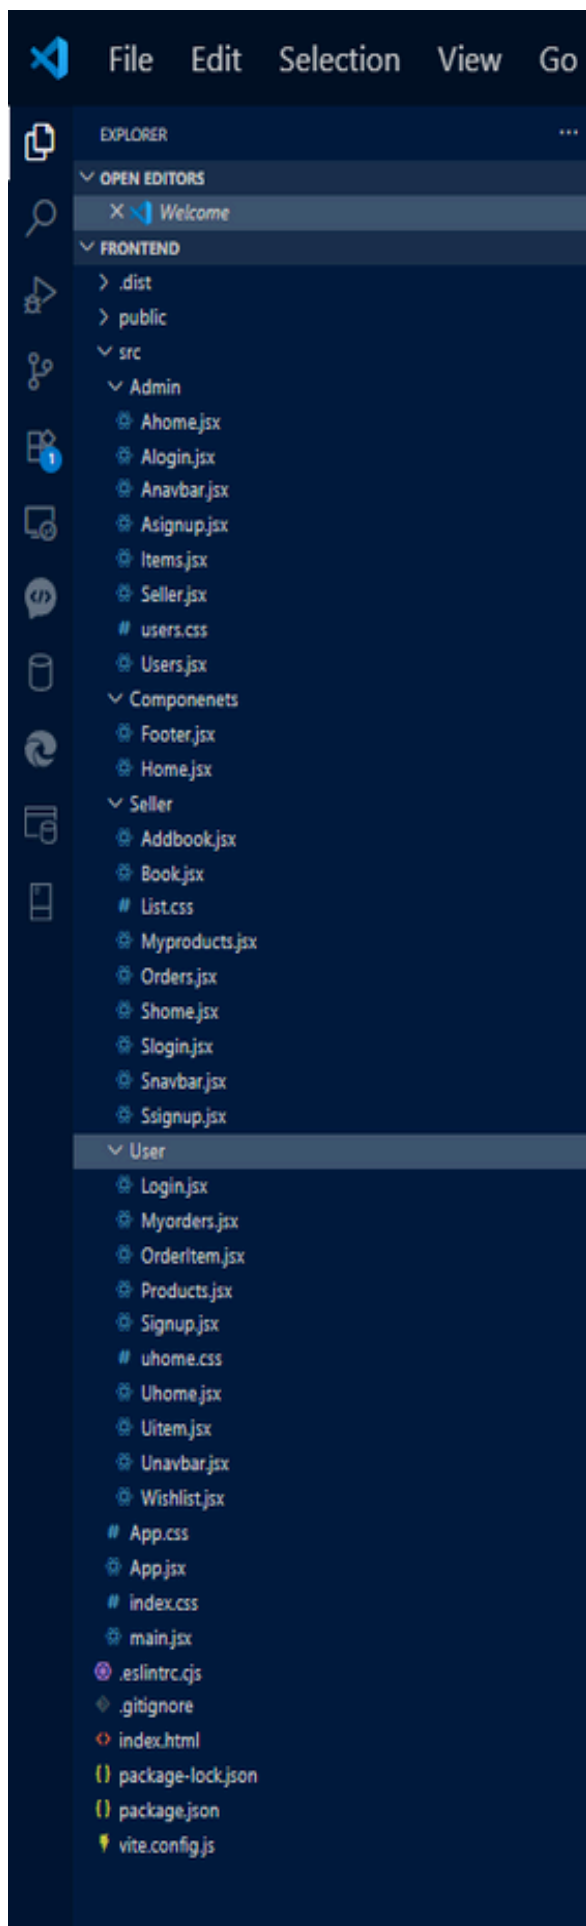 File Edit Selection View Go
EXPLORER
OPEN EDITORS
Welcome
FRONTEND
.dist
public
src
Admin
Ahome.jsx
Alogin.jsx
Anavbar.jsx
Asignup.jsx
Items.jsx
Seller.jsx
users.css
Users.jsx
Componenets
Footer.jsx
Home.jsx
Seller
Addbook.jsx
Book.jsx
List.css
Myproducts.jsx
Orders.jsx
Shome.jsx
Slogin.jsx
Snavbar.jsx
Ssignup.jsx
User
Login.jsx
Myorders.jsx
OrderItem.jsx
Products.jsx
Signup.jsx
uhome.css
Uhome.jsx
Uitem.jsx
Unavbar.jsx
Wishlist.jsx
App.css
App.jsx
index.css
main.jsx
.eslintrc.cjs
.gitignore
index.html
package-lock.json
package.json
vite.config.js
1